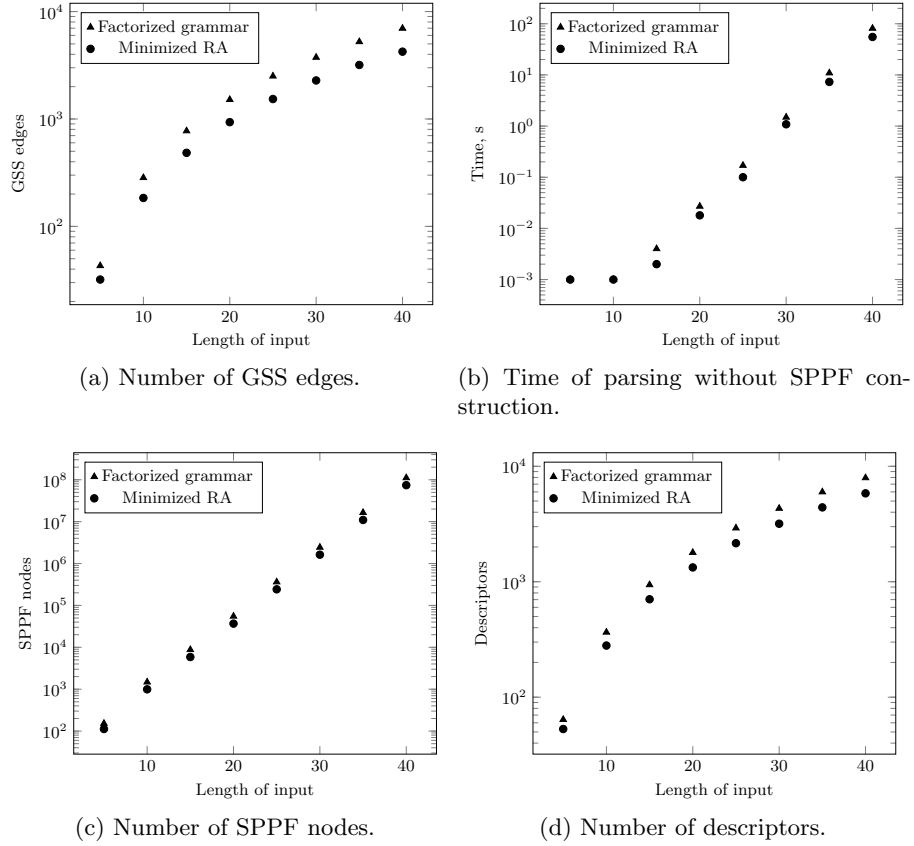 Factorized grammar
Minimized RA
10^4
10^3
10^2
GSS edges
10 20 30 40
Length of input
(a) Number of GSS edges.
Factorized grammar
Minimized RA
10^2
10^1
10^0
10^−1
10^−2
10^−3
Time, s
10 20 30 40
Length of input
(b) Time of parsing without SPPF con-
struction.
Factorized grammar
Minimized RA
10^8
10^7
10^6
10^5
10^4
10^3
10^2
SPPF nodes
10 20 30 40
Length of input
(c) Number of SPPF nodes.
Factorized grammar
Minimized RA
10^4
10^3
10^2
Descriptors
10 20 30 40
Length of input
(d) Number of descriptors.